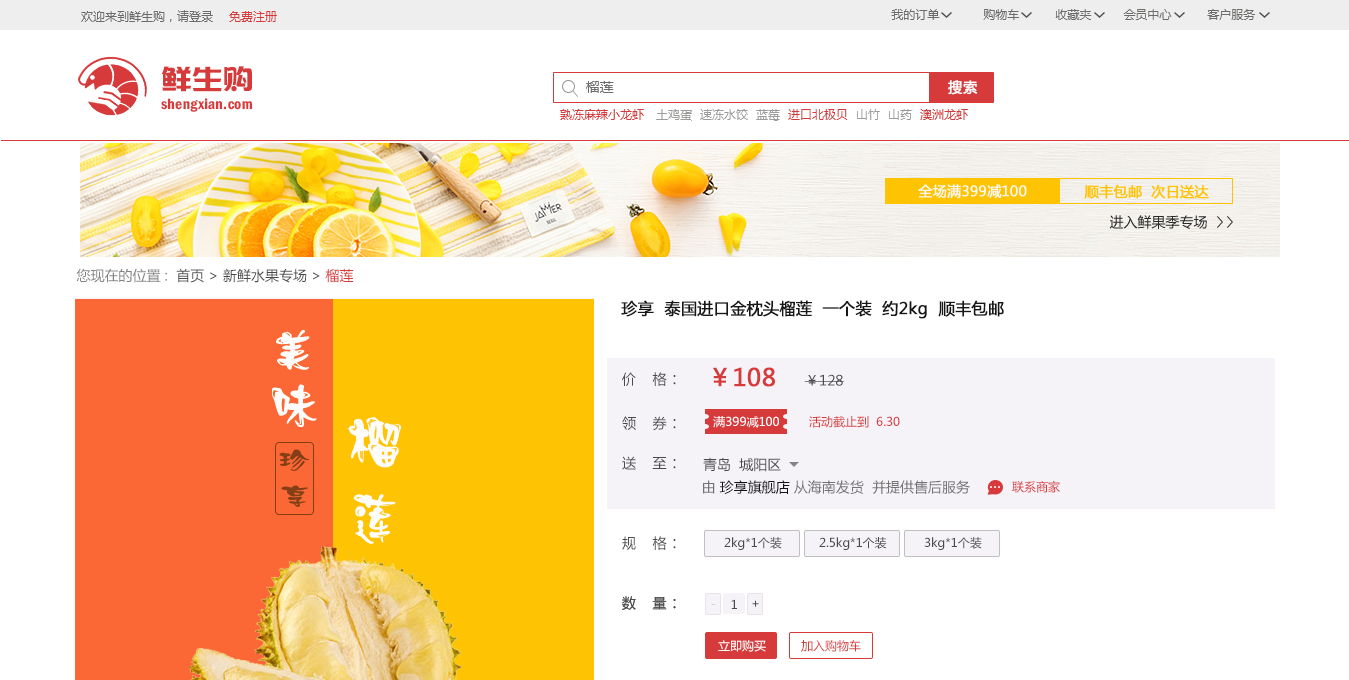 欢迎来到鲜生购，请登录 免费注册
我的订单 购物车 收藏夹 会员中心 客户服务
鲜生购
shengxian.com
榴莲 搜索
熟冻麻辣小龙虾 土鸡蛋 速冻水饺 蓝莓 进口北极贝 山竹 山药 澳洲龙虾
JAMIER
全场满399减100 顺丰包邮 次日送达
进入鲜果季专场 >>
您现在的位置： 首页 > 新鲜水果专场 > 榴莲
美味
珍享
榴莲
珍享 泰国进口金枕头榴莲 一个装 约2kg 顺丰包邮
价 格： ¥108 ¥128
领 券： 满399减100 活动截止到 6.30
送 至： 青岛 城阳区
由 珍享旗舰店 从海南发货 并提供售后服务 联系商家
规 格： 2kg*1个装 2.5kg*1个装 3kg*1个装
数 量： - 1 +
立即购买 加入购物车